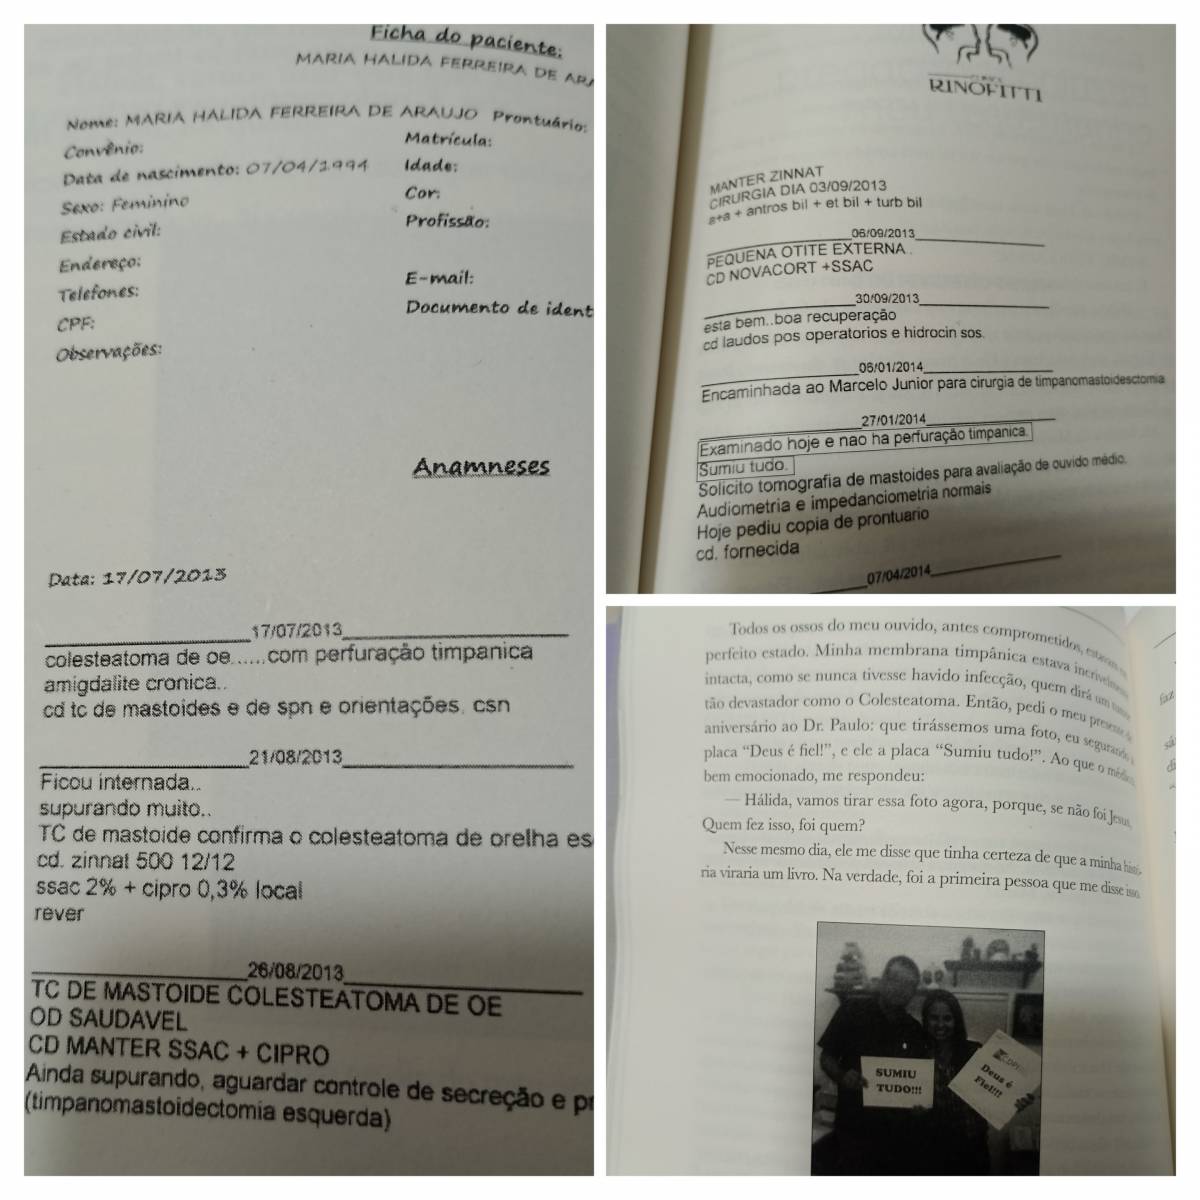 Ficha do paciente:
MARIA HALIDA FERREIRA DE ARA
Nome: MARIA HALIDA FERREIRA DE ARAUJO Prontuário:
Convênio:
Matrícula:
Data de nascimento: 07/04/1994
Idade:
Sexo: Feminino
Cor:
Estado civil:
Profissão:
Endereço:
Telefones:
E-mail:
CPF:
Documento de ident
Observações:
Anamneses
Data: 17/07/2013
17/07/2013
colesteatoma de oe......com perfuração timpanica
amigdalite cronica..
cd tc de mastoides e de spn e orientações. csn
21/08/2013
Ficou internada..
supurando muito..
TC de mastoide confirma o colesteatoma de orelha es
cd. zinnat 500 12/12
ssac 2% + cipro 0,3% local
rever
26/08/2013
TC DE MASTOIDE COLESTEATOMA DE OE
OD SAUDAVEL
CD MANTER SSAC + CIPRO
Ainda supurando, aguardar controle de secreção e pr
(timpanomastoidectomia esquerda)
RINOFITTI
MANTER ZINNAT
CIRURGIA DIA 03/09/2013
a+a + antros bil + et bil + turb bil
06/09/2013
PEQUENA OTITE EXTERNA.
CD NOVACORT +SSAC
30/09/2013
esta bem..boa recuperação
cd laudos pos operatorios e hidrocin sos.
06/01/2014
Encaminhada ao Marcelo Junior para cirurgia de timpanomastoidesctomia
27/01/2014
Examinado hoje e nao ha perfuração timpanica.
Sumiu tudo.
Solicito tomografia de mastoides para avaliação de ouvido médio.
Audiometria e impedanciometria normais
Hoje pediu copia de prontuario
cd. fornecida
07/04/2014
Todos os ossos do meu ouvido, antes comprometidos, estavam em
perfeito estado. Minha membrana timpânica estava incrivelmente
intacta, como se nunca tivesse havido infecção, quem dirá um tumor
tão devastador como o Colesteatoma. Então, pedi o meu presente de
aniversário ao Dr. Paulo: que tirássemos uma foto, eu segurando a
placa “Deus é fiel!”, e ele a placa “Sumiu tudo!”. Ao que o médico,
bem emocionado, me respondeu:
— Hálida, vamos tirar essa foto agora, porque, se não foi Jesus,
Quem fez isso, foi quem?
Nesse mesmo dia, ele me disse que tinha certeza de que a minha histó-
ria viraria um livro. Na verdade, foi a primeira pessoa que me disse isso.
SUMIU
TUDO!!!
Deus é
Fiel!!!